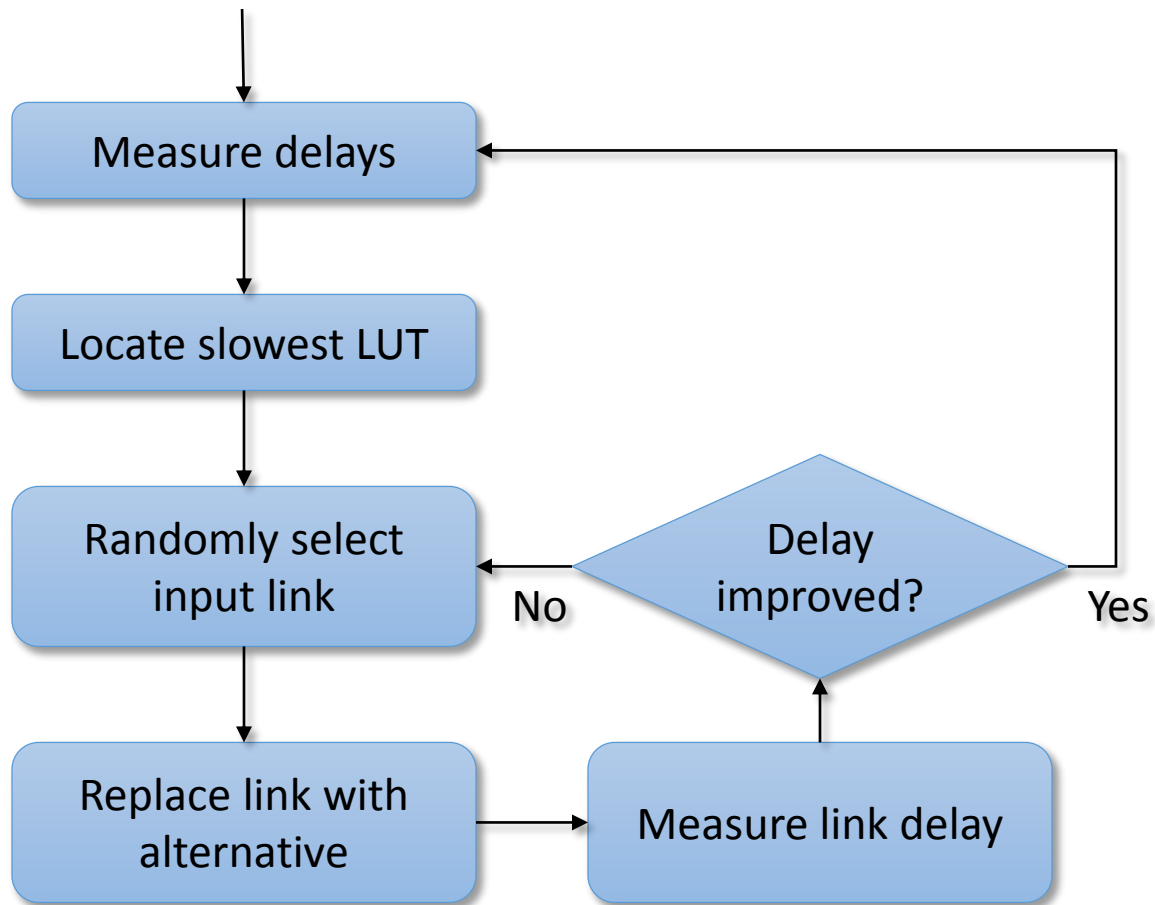 Measure delays
Locate slowest LUT
Randomly select
input link
Delay
improved?
No
Yes
Replace link with
alternative
Measure link delay